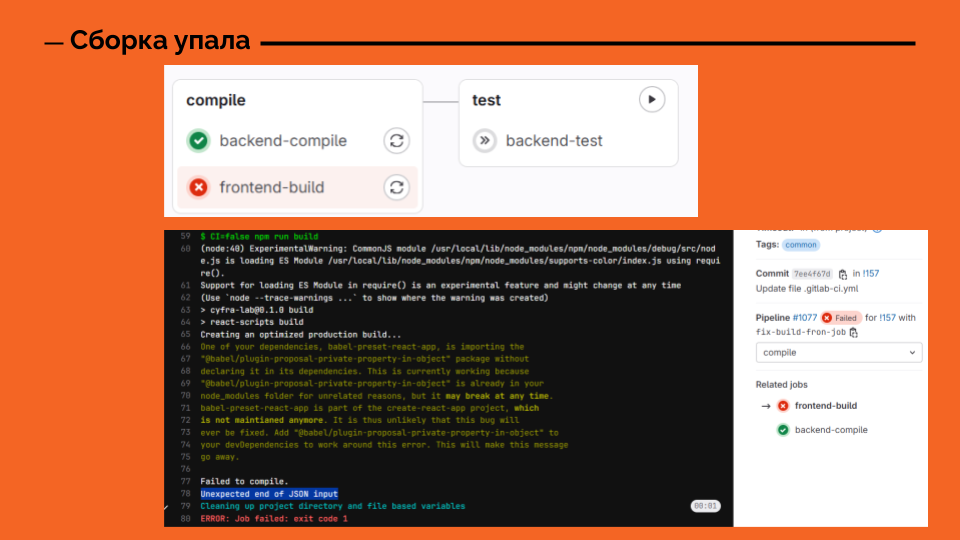 Сборка упала
compile
backend-compile
frontend-build
test
backend-test
59 $ CI=false npm run build
60 (node:40) ExperimentalWarning: CommonJS module /usr/local/lib/node_modules/npm/node_modules/debug/src/nod
e.js is loading ES Module /usr/local/lib/node_modules/npm/node_modules/supports-color/index.js using requi
re().
61 Support for loading ES Module in require() is an experimental feature and might change at any time
62 (Use `node --trace-warnings ...` to show where the warning was created)
63 > cyfra-lab@0.1.0 build
64 > react-scripts build
65 Creating an optimized production build...
66 One of your dependencies, babel-preset-react-app, is importing the
67 "@babel/plugin-proposal-private-property-in-object" package without
68 declaring it in its dependencies. This is currently working because
69 "@babel/plugin-proposal-private-property-in-object" is already in your
70 node_modules folder for unrelated reasons, but it may break at any time.
71 babel-preset-react-app is part of the create-react-app project, which
72 is not maintianed anymore. It is thus unlikely that this bug will
73 ever be fixed. Add "@babel/plugin-proposal-private-property-in-object" to
74 your devDependencies to work around this error. This will make this message
75 go away.
76
77 Failed to compile.
78 Unexpected end of JSON input
79 Cleaning up project directory and file based variables 00:01
80 ERROR: Job failed: exit code 1
Tags: common
Commit 7ee4f67d in !157
Update file .gitlab-ci.yml
Pipeline #1077 Failed for !157 with
fix-build-fron-job
compile
Related jobs
→ frontend-build
backend-compile